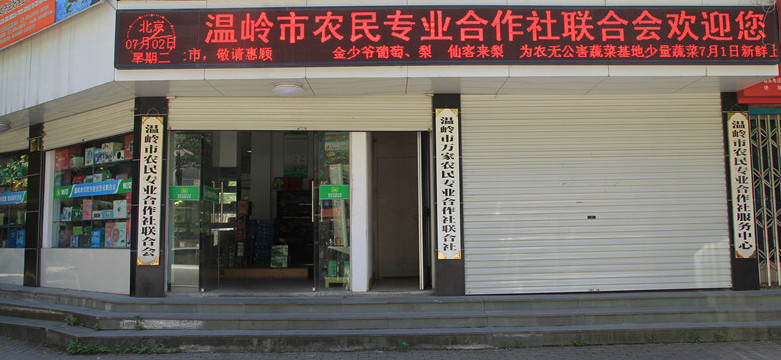 温岭市农民专业合作社联合会欢迎您
北京
07月02日
星期二
市，敬请惠顾 金少爷葡萄、梨 仙客来梨 为农无公害蔬菜基地少量蔬菜7月1日新鲜上
温岭市农民专业合作社联合会
温岭市万家农民专业合作社联合社
温岭市农民专业合作社服务中心